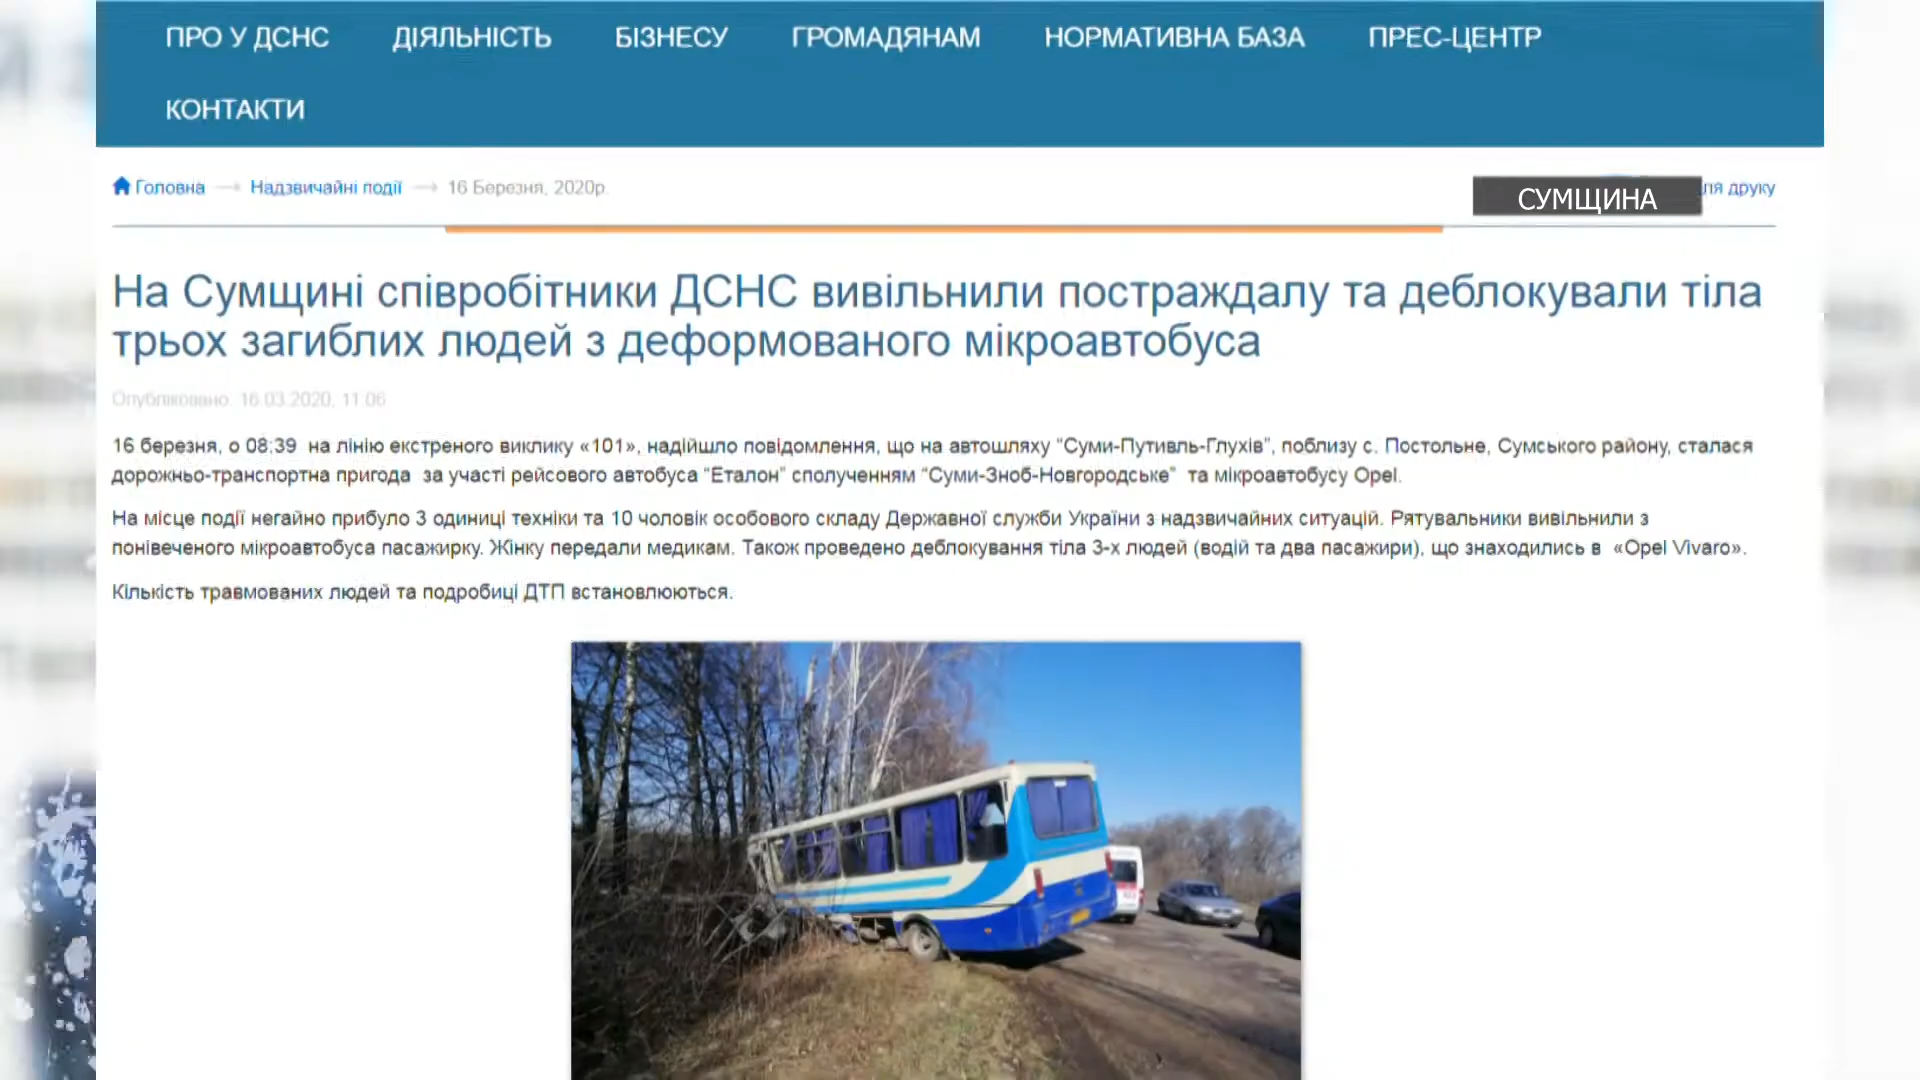 ПРО У ДСНС ДІЯЛЬНІСТЬ БІЗНЕСУ ГРОМАДЯНАМ НОРМАТИВНА БАЗА ПРЕС-ЦЕНТР
КОНТАКТИ
Головна → Надзвичайні події → 16 Березня, 2020р.
СУМЩИНА
друку
На Сумщині співробітники ДСНС вивільнили постраждалу та деблокували тіла
трьох загиблих людей з деформованого мікроавтобуса
Опубліковано 16.03.2020, 11:06
16 березня, о 08:39 на лінію екстреного виклику «101», надійшло повідомлення, що на автошляху “Суми-Путивль-Глухів”, поблизу с. Постольне, Сумського району, сталася
дорожньо-транспортна пригода за участі рейсового автобуса “Еталон” сполученням “Суми-Зноб-Новгородське” та мікроавтобусу Opel.
На місце події негайно прибуло 3 одиниці техніки та 10 чоловік особового складу Державної служби України з надзвичайних ситуацій. Рятувальники вивільнили з
понівеченого мікроавтобуса пасажирку. Жінку передали медикам. Також проведено деблокування тіла 3-х людей (водій та два пасажири), що знаходились в «Opel Vivaro».
Кількість травмованих людей та подробиці ДТП встановлюються.